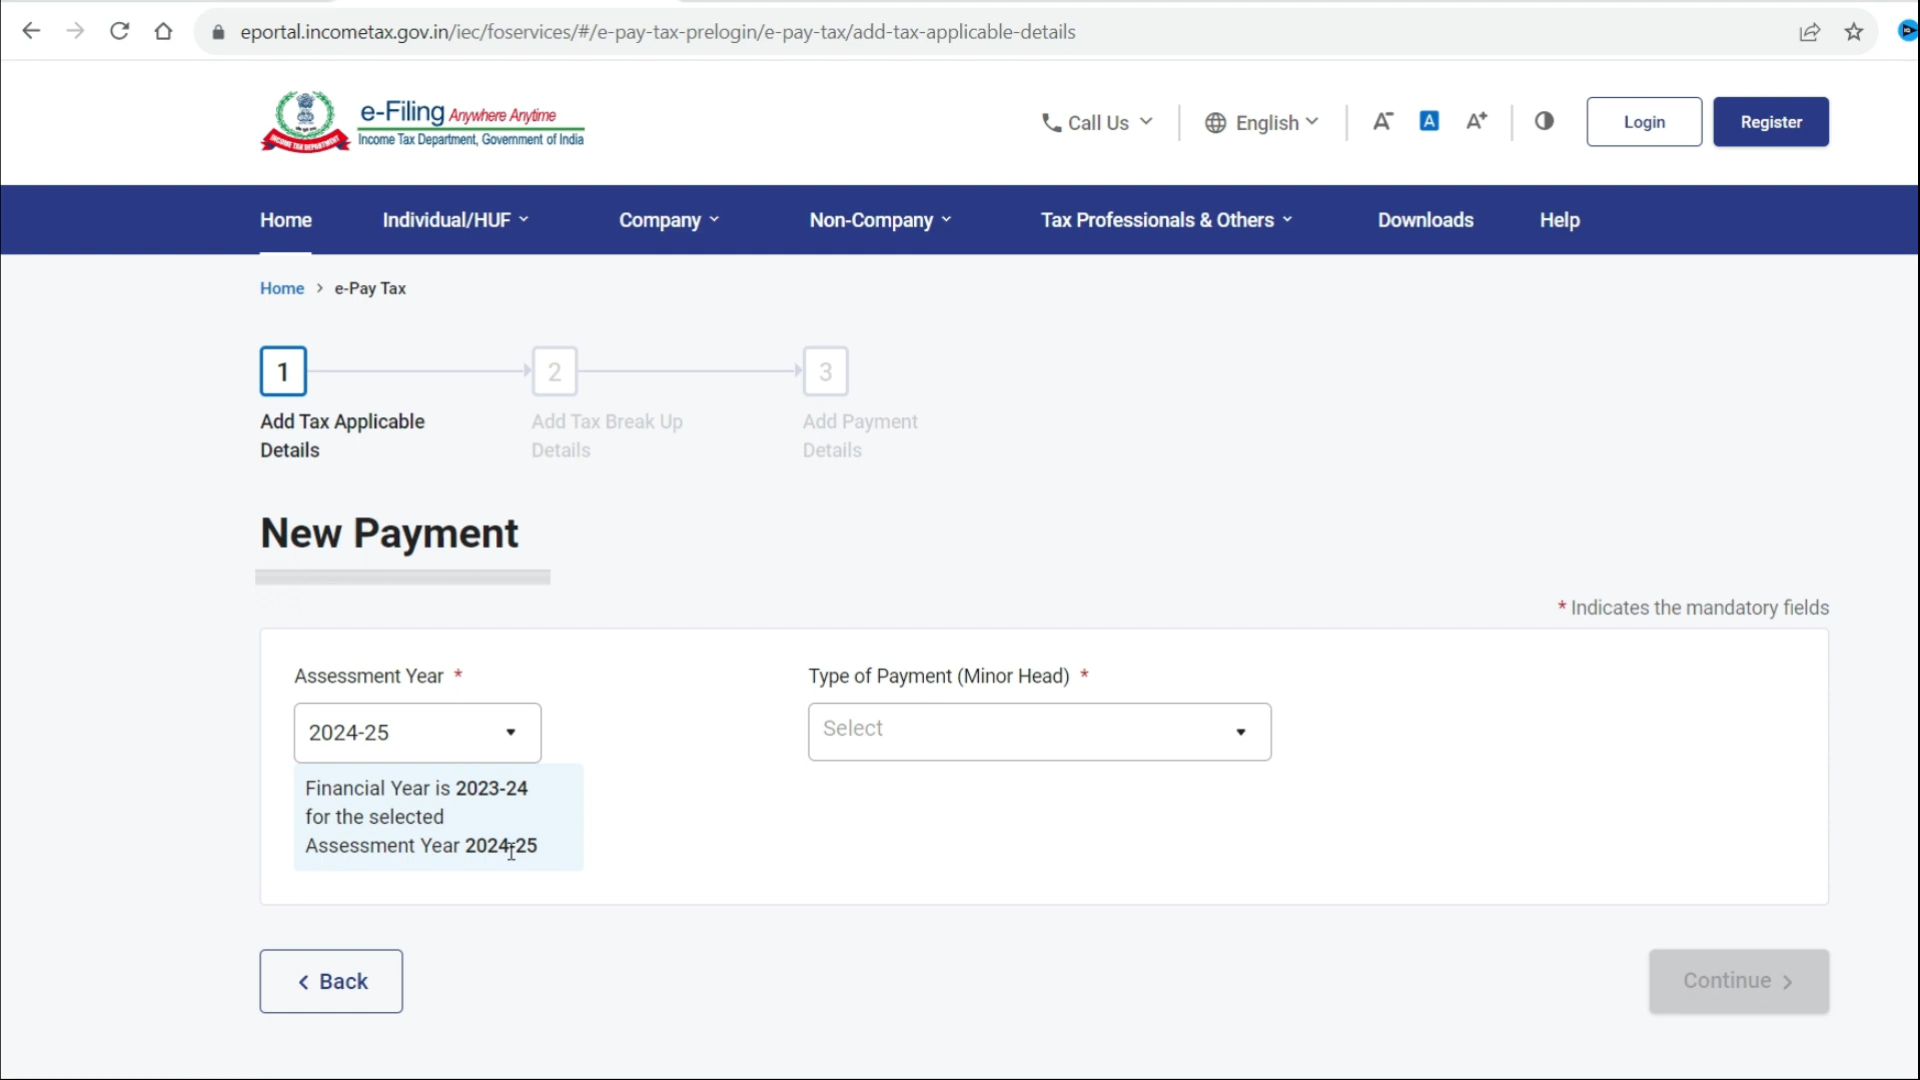 eportal.incometax.gov.in/iec/foservices/#/e-pay-tax-prelogin/e-pay-tax/add-tax-applicable-details
e-Filing Anywhere Anytime
Income Tax Department, Government of India
INCOME TAX DEPARTMENT
Call Us
English
A-
A
A+
Login
Register
Home
Individual/HUF
Company
Non-Company
Tax Professionals & Others
Downloads
Help
Home > e-Pay Tax
1
2
3
Add Tax Applicable
Details
Add Tax Break Up
Details
Add Payment
Details
New Payment
* Indicates the mandatory fields
Assessment Year *
2024-25
Financial Year is 2023-24
for the selected
Assessment Year 2024-25
Type of Payment (Minor Head) *
Select
< Back
Continue >